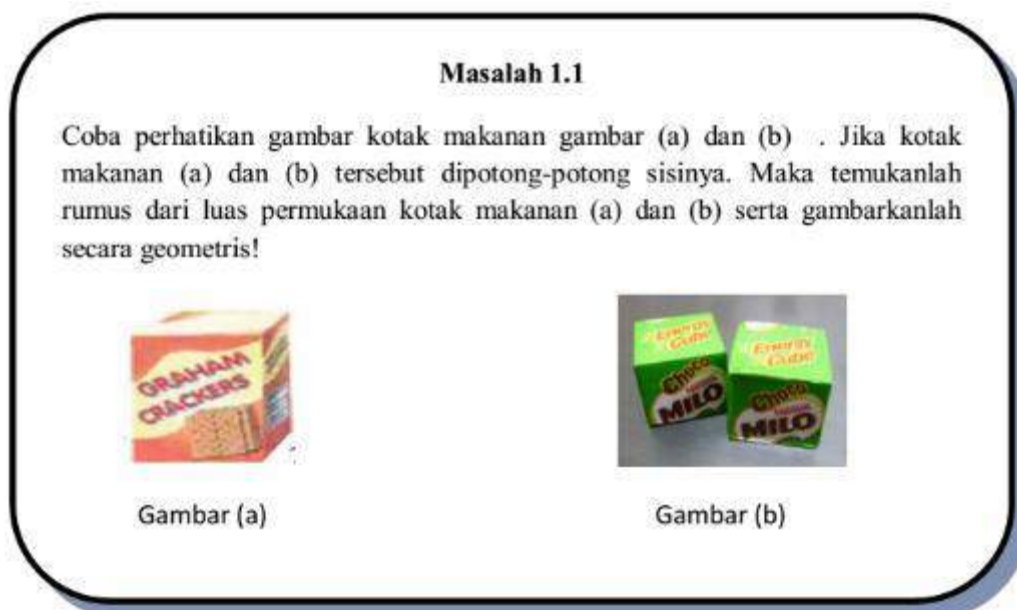 Masalah 1.1
Coba perhatikan gambar kotak makanan gambar (a) dan (b) . Jika kotak
makanan (a) dan (b) tersebut dipotong-potong sisinya. Maka temukanlah
rumus dari luas permukaan kotak makanan (a) dan (b) serta gambarkanlah
secara geometris!
GRAHAM
CRACKERS
Energy
Cube
Choco
MILO
Energy
Cube
Choco
MILO
Gambar (a)
Gambar (b)